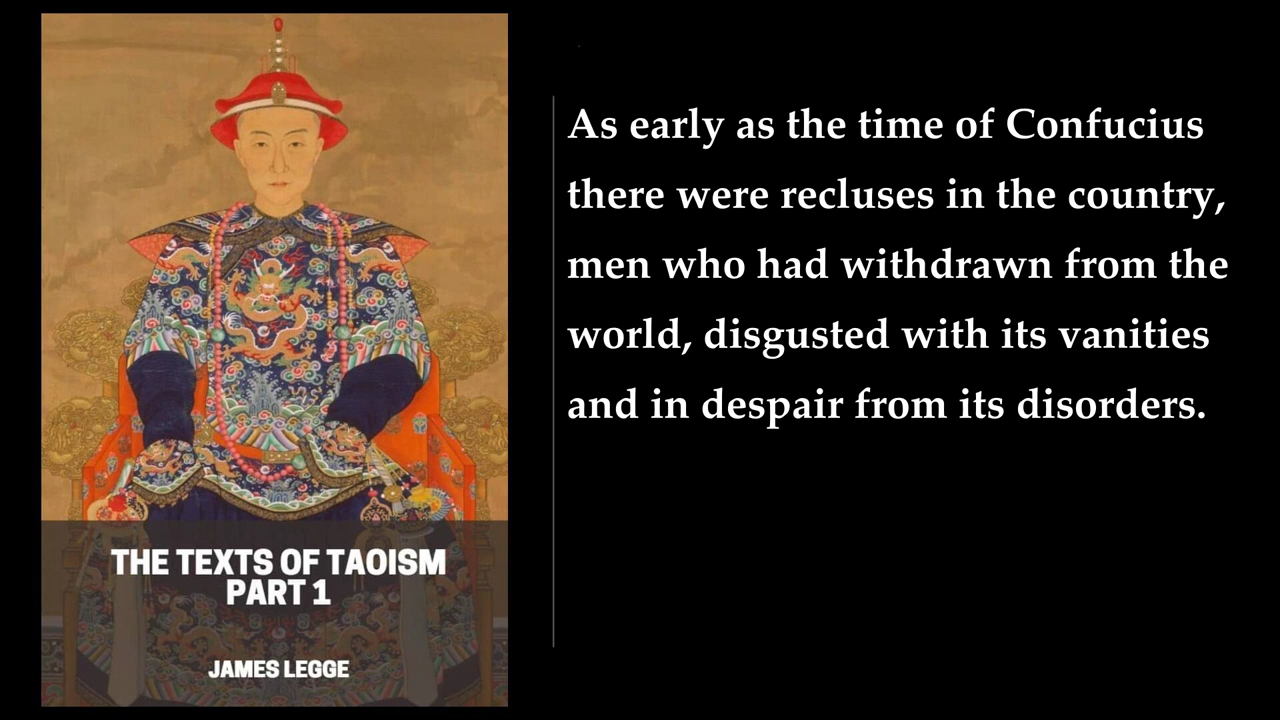 THE TEXTS OF TAOISM
PART 1
JAMES LEGGE
As early as the time of Confucius
there were recluses in the country,
men who had withdrawn from the
world, disgusted with its vanities
and in despair from its disorders.